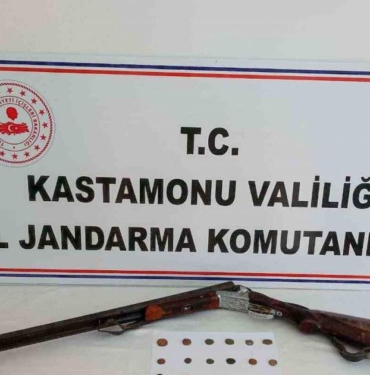 T.C.
KASTAMONU VALİLİĞ
L JANDARMA KOMUTAN